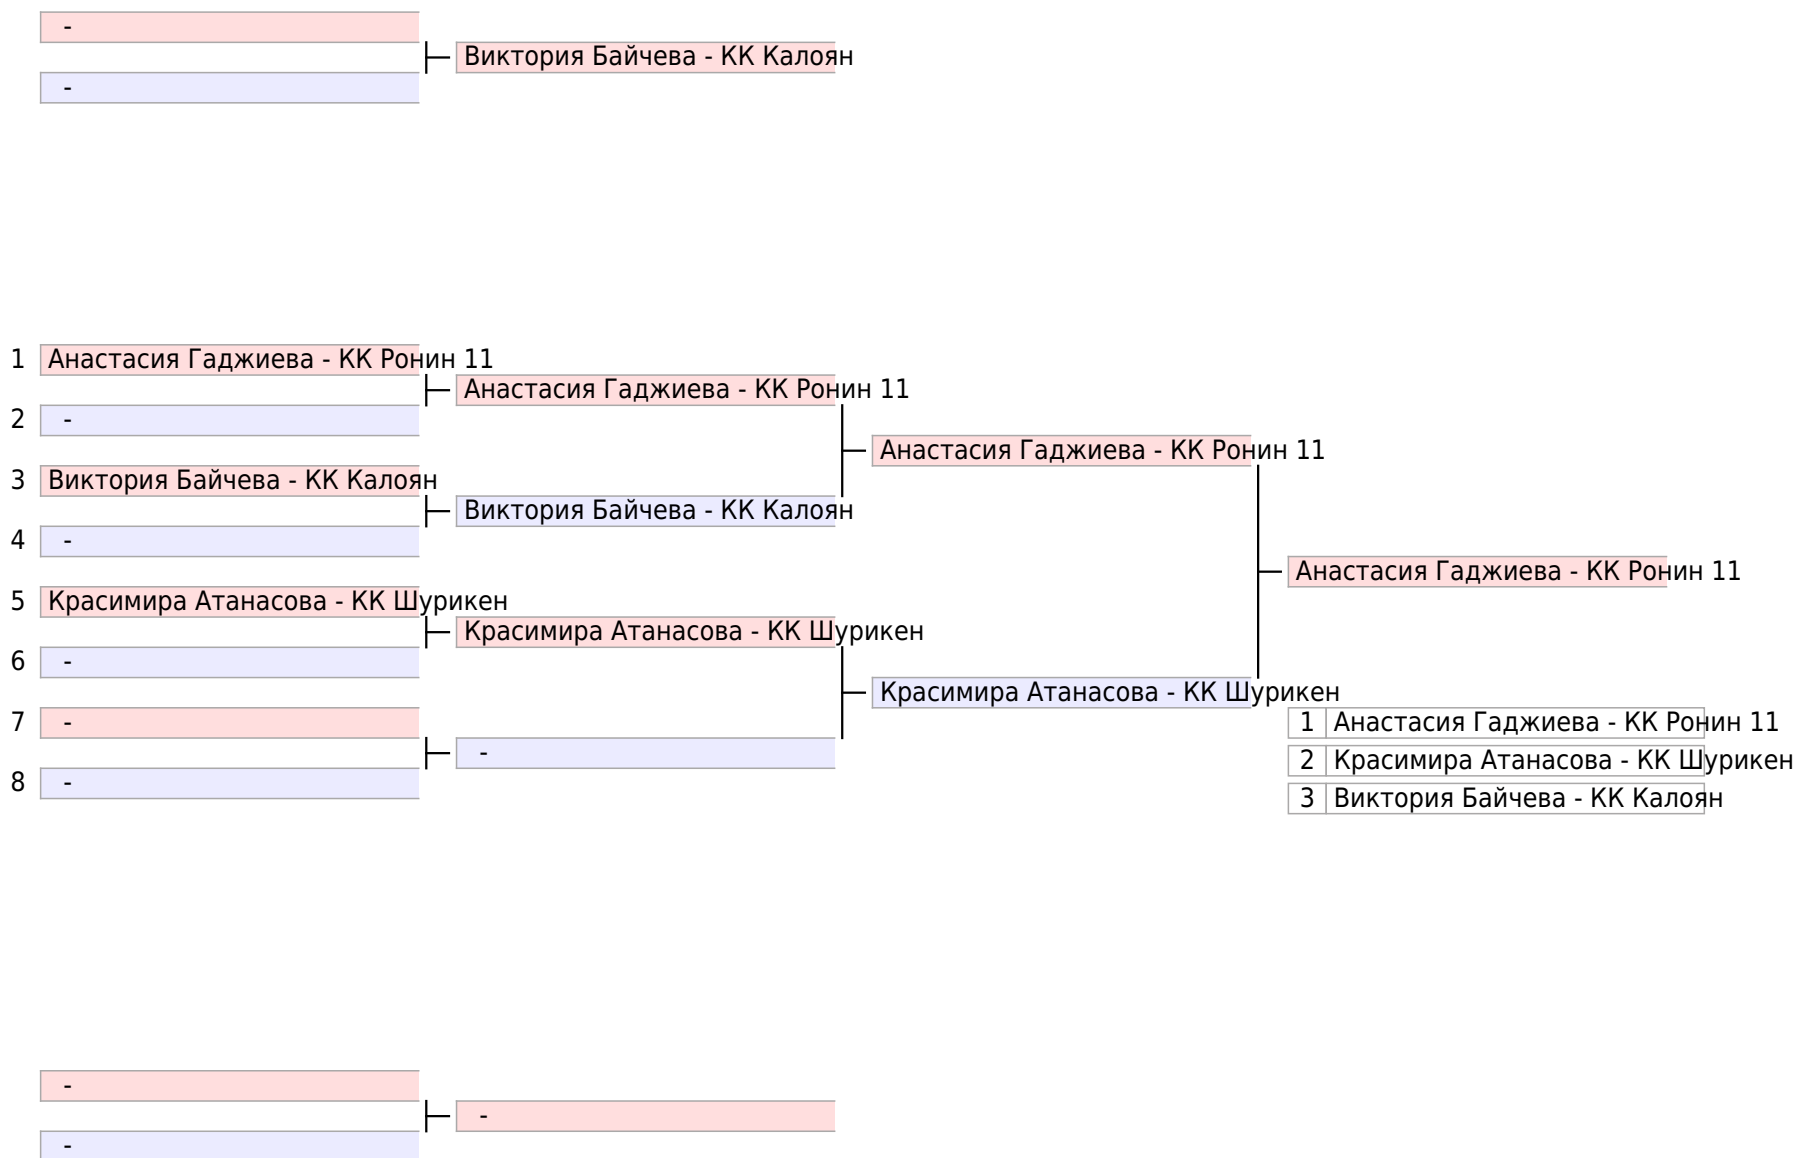 -
Виктория Байчева - КК Калоян
-
1 Анастасия Гаджиева - КК Ронин 11
Анастасия Гаджиева - КК Ронин 11
2 -
Анастасия Гаджиева - КК Ронин 11
3 Виктория Байчева - КК Калоян
Виктория Байчева - КК Калоян
4 -
Анастасия Гаджиева - КК Ронин 11
5 Красимира Атанасова - КК Шурикен
Красимира Атанасова - КК Шурикен
6 -
Красимира Атанасова - КК Шурикен
7 -
1 Анастасия Гаджиева - КК Ронин 11
-
2 Красимира Атанасова - КК Шурикен
8 -
3 Виктория Байчева - КК Калоян
-
-
-